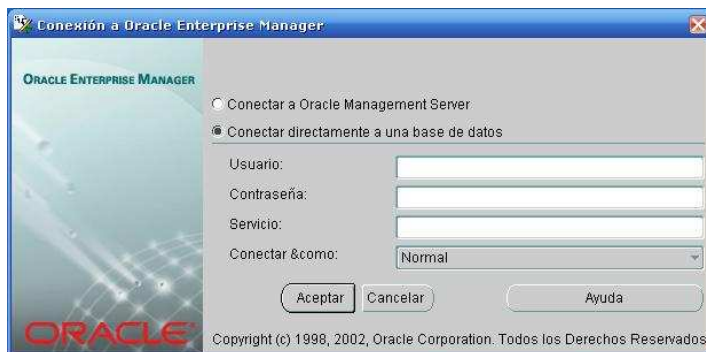 Conexión a Oracle Enterprise Manager
ORACLE ENTERPRISE MANAGER
Conectar a Oracle Management Server
Conectar directamente a una base de datos
Usuario:
Contraseña:
Servicio:
Conectar &como:
Normal
Aceptar
Cancelar
Ayuda
ORACLE
Copyright (c) 1998, 2002, Oracle Corporation. Todos los Derechos Reservados